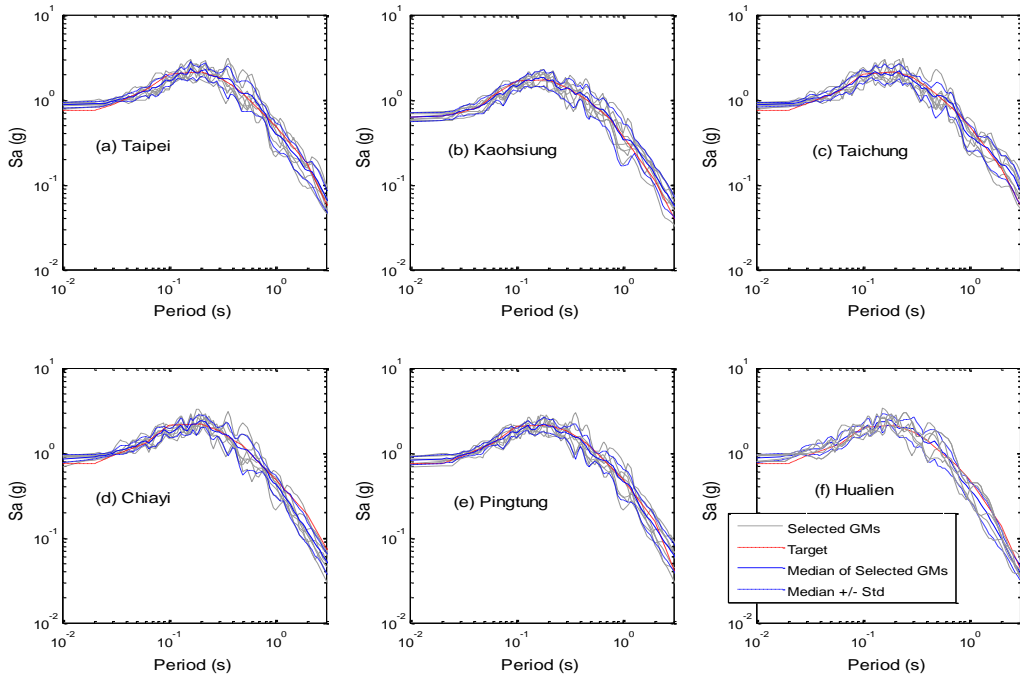 10^1
10^0
10^-1
10^-2
Sa (g)
(a) Taipei
10^-2 10^-1 10^0
Period (s)
10^1
10^0
10^-1
10^-2
Sa (g)
(b) Kaohsiung
10^-2 10^-1 10^0
Period (s)
10^1
10^0
10^-1
10^-2
Sa (g)
(c) Taichung
10^-2 10^-1 10^0
Period (s)
10^1
10^0
10^-1
10^-2
Sa (g)
(d) Chiayi
10^-2 10^-1 10^0
Period (s)
10^1
10^0
10^-1
10^-2
Sa (g)
(e) Pingtung
10^-2 10^-1 10^0
Period (s)
10^1
10^0
10^-1
10^-2
Sa (g)
(f) Hualien
Selected GMs
Target
Median of Selected GMs
Median +/- Std
10^-2 10^-1 10^0
Period (s)